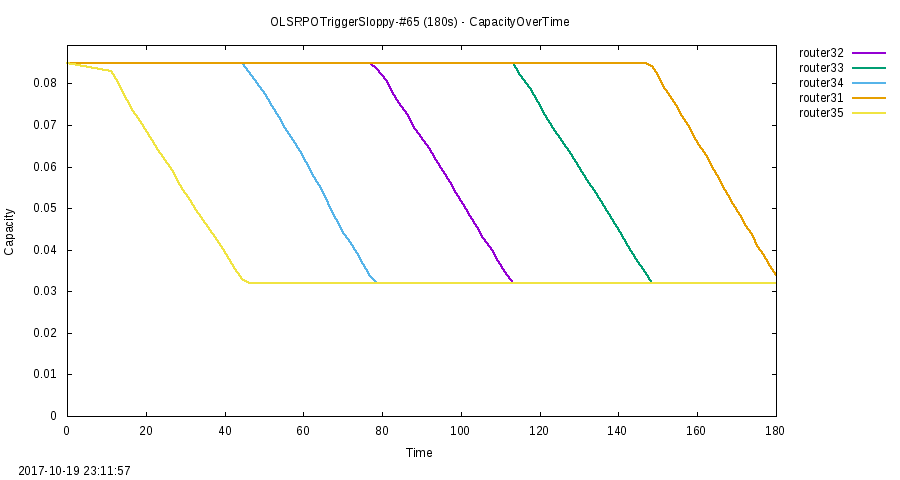 OLSRPOTriggerSloppy-#65 (180s) - CapacityOverTime
router32
router33
router34
router31
router35
0.08
0.07
0.06
0.05
0.04
0.03
0.02
0.01
0
Capacity
0 20 40 60 80 100 120 140 160 180
Time
2017-10-19 23:11:57